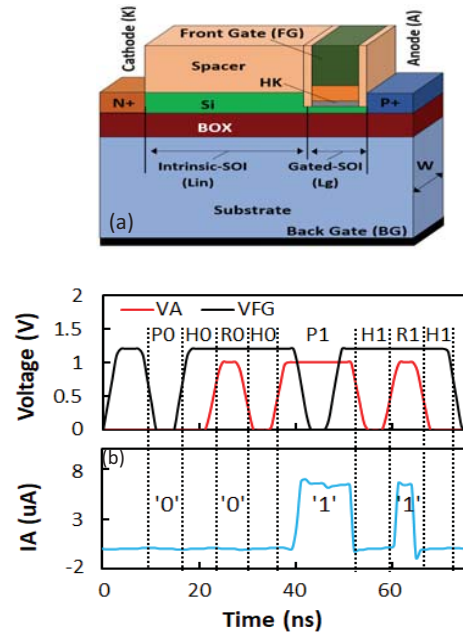 Cathode (K)
Front Gate (FG)
Anode (A)
Spacer
HK
N+
Si
P+
BOX
Intrinsic-SOI
(Lin)
Gated-SOI
(Lg)
W
Substrate
(a)
Back Gate (BG)
2
VA VFG
1.5
P0 H0 R0 H0 P1 H1 R1 H1
1
0.5
0
Voltage (V)
(b)
8
'0' '0' '1' '1'
3
-2
IA (uA)
0 20 40 60
Time (ns)